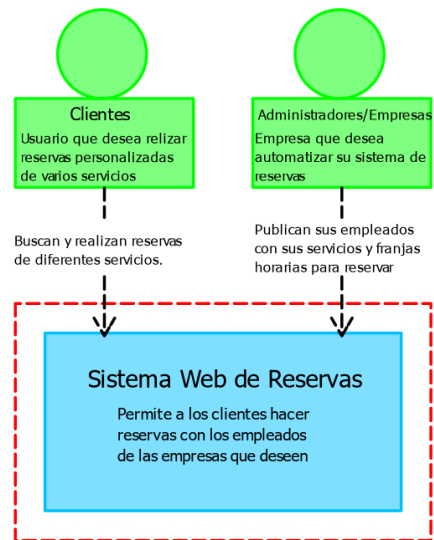 Clientes
Usuario que desea relizar
reservas personalizadas
de varios servicios
Administradores/Empresas
Empresa que desea
automatizar su sistema de
reservas
Buscan y realizan reservas
de diferentes servicios.
Publican sus empleados
con sus servicios y franjas
horarias para reservar
Sistema Web de Reservas
Permite a los clientes hacer
reservas con los empleados
de las empresas que deseen